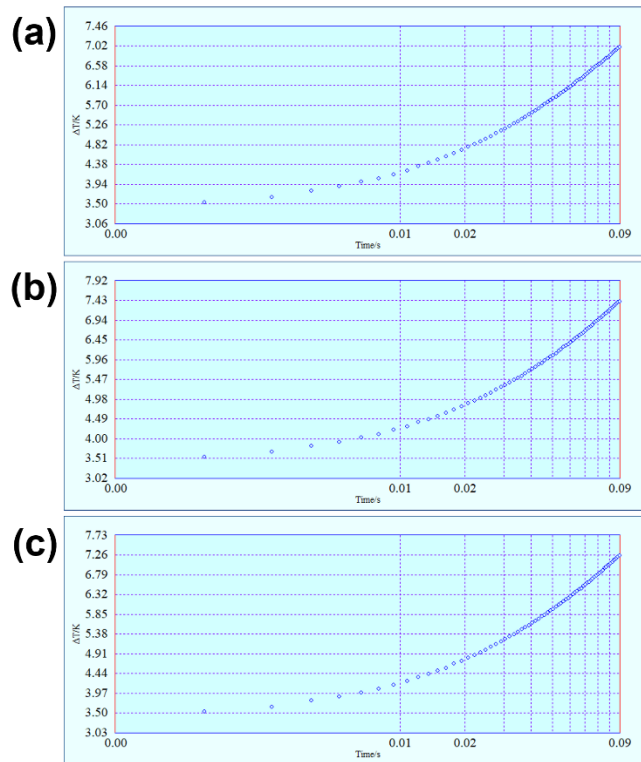 (a)
7.46
7.02
6.58
6.14
5.70
5.26
4.82
4.38
3.94
3.50
3.06
ΔT/K
0.00 0.01 0.02 0.09
Time/s
(b)
7.92
7.43
6.94
6.45
5.96
5.47
4.98
4.49
4.00
3.51
3.02
ΔT/K
0.00 0.01 0.02 0.09
Time/s
(c)
7.73
7.26
6.79
6.32
5.85
5.38
4.91
4.44
3.97
3.50
3.03
ΔT/K
0.00 0.01 0.02 0.09
Time/s